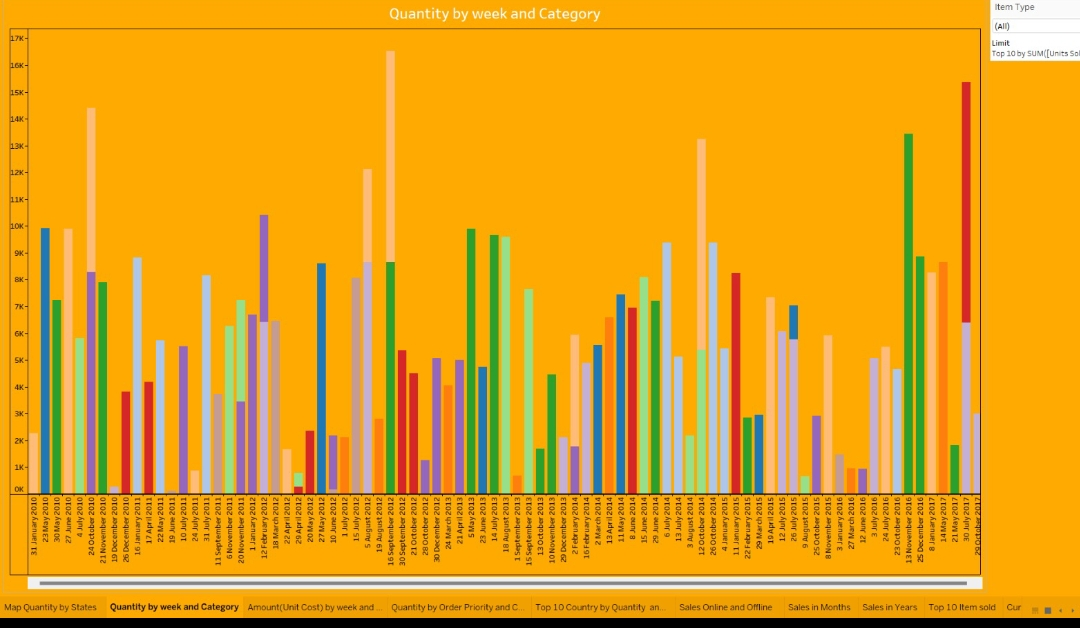 Quantity by week and Category
Item Type
(All)
Limit
Top 10 by SUM([Units Sol
17K
16K
15K
14K
13K
12K
11K
10K
9K
8K
7K
6K
5K
4K
3K
2K
1K
0K
31 January 2010
23 May 2010
30 May 2010
27 June 2010
4 July 2010
24 October 2010
21 November 2010
19 December 2010
26 December 2010
16 January 2011
17 April 2011
22 May 2011
19 June 2011
10 July 2011
24 July 2011
31 July 2011
11 September 2011
6 November 2011
20 November 2011
1 January 2012
12 February 2012
18 March 2012
22 April 2012
29 April 2012
20 May 2012
27 May 2012
10 June 2012
1 July 2012
15 July 2012
5 August 2012
19 August 2012
16 September 2012
30 September 2012
21 October 2012
28 October 2012
30 December 2012
24 March 2013
21 April 2013
5 May 2013
23 June 2013
14 July 2013
18 August 2013
1 September 2013
15 September 2013
13 October 2013
10 November 2013
29 December 2013
2 February 2014
16 February 2014
2 March 2014
13 April 2014
11 May 2014
8 June 2014
15 June 2014
29 June 2014
6 July 2014
13 July 2014
3 August 2014
12 October 2014
26 October 2014
4 January 2015
11 January 2015
22 February 2015
29 March 2015
19 April 2015
12 July 2015
26 July 2015
9 August 2015
25 October 2015
8 November 2015
3 January 2016
27 March 2016
12 June 2016
3 July 2016
24 July 2016
23 October 2016
13 November 2016
25 December 2016
8 January 2017
14 May 2017
21 May 2017
30 July 2017
29 October 2017
Map Quantity by States
Quantity by week and Category
Amount(Unit Cost) by week and ...
Quantity by Order Priority and C...
Top 10 Country by Quantity an...
Sales Online and Offline
Sales in Months
Sales in Years
Top 10 Item sold
Cur